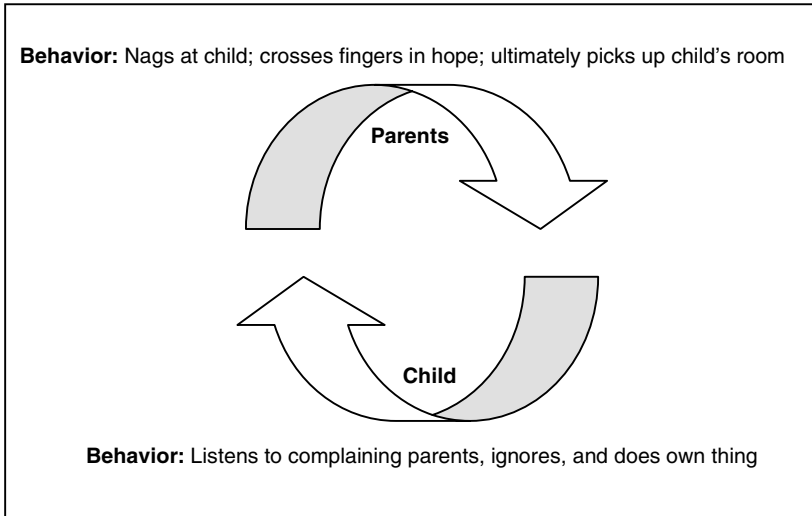 Behavior: Nags at child; crosses fingers in hope; ultimately picks up child’s room
Parents
Child
Behavior: Listens to complaining parents, ignores, and does own thing